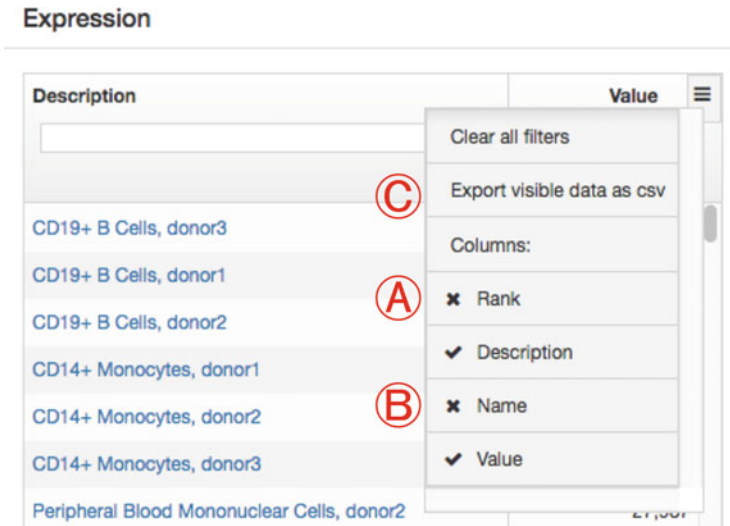 Expression
Description Value
Clear all filters
C Export visible data as csv
CD19+ B Cells, donor3
Columns:
CD19+ B Cells, donor1
A Rank
CD19+ B Cells, donor2
Description
CD14+ Monocytes, donor1
B Name
CD14+ Monocytes, donor2
Value
CD14+ Monocytes, donor3
Peripheral Blood Mononuclear Cells, donor2